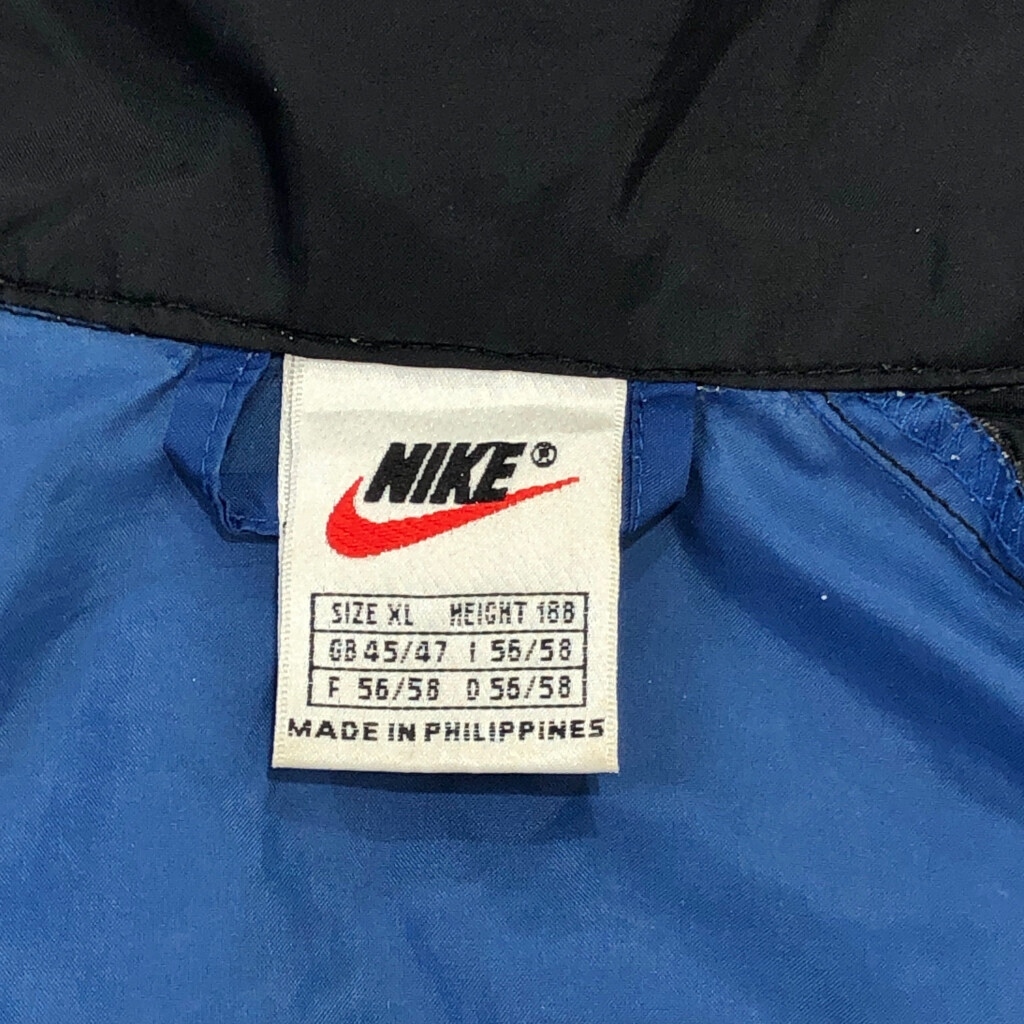 NIKE®
SIZE XL HEIGHT 188
GB 45/47 I 56/58
F 56/58 D 56/58
MADE IN PHILIPPINES